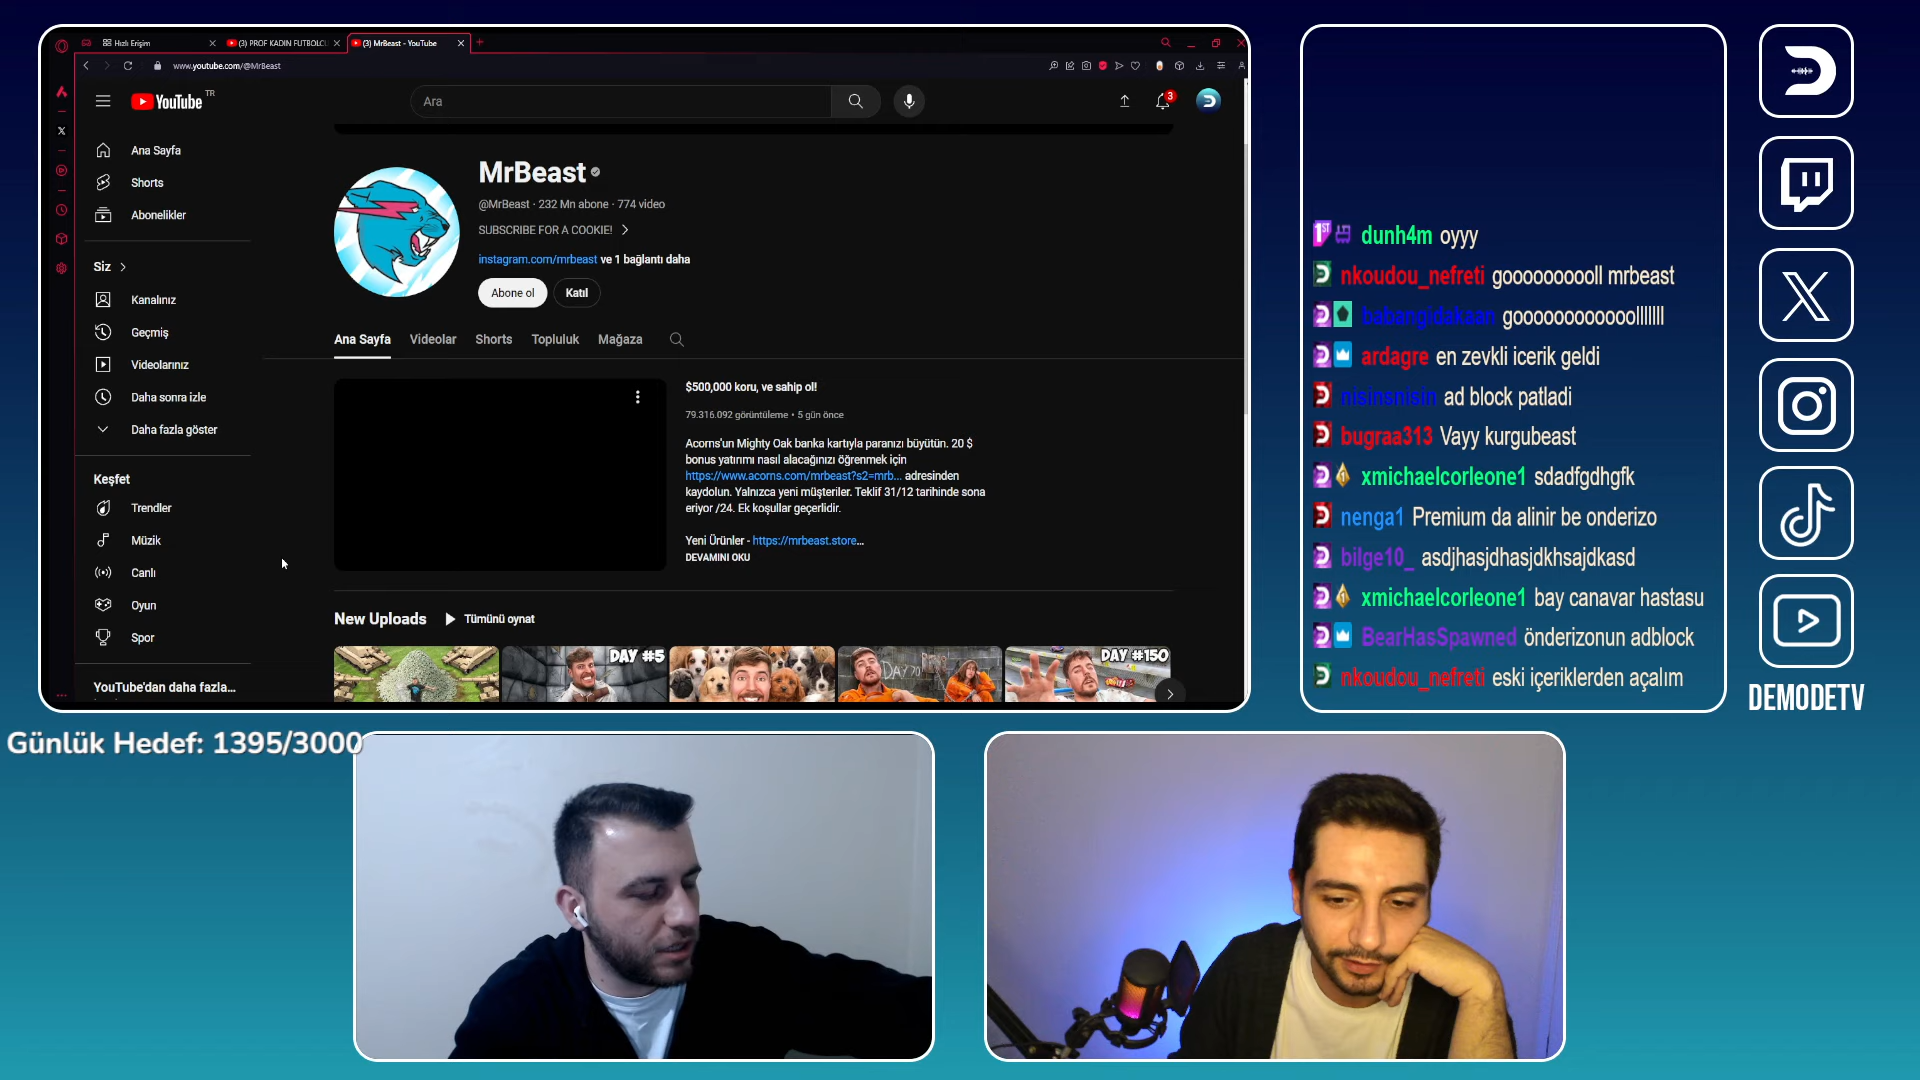 Hızlı Erişim
(3) PROF KADIN FUTBOLCU
(3) MrBeast - YouTube
www.youtube.com/@MrBeast
YouTube TR
Ara
3
Ana Sayfa
Shorts
Abonelikler
Siz
Kanalınız
Geçmiş
Videolarınız
Daha sonra izle
Daha fazla göster
Keşfet
Trendler
Müzik
Canlı
Oyun
Spor
YouTube'dan daha fazla...
MrBeast
@MrBeast · 232 Mn abone · 774 video
SUBSCRIBE FOR A COOKIE!
instagram.com/mrbeast ve 1 bağlantı daha
Abone ol
Katıl
Ana Sayfa Videolar Shorts Topluluk Mağaza
$500,000 koru, ve sahip ol!
79.316.092 görüntüleme • 5 gün önce
Acorns'un Mighty Oak banka kartıyla paranızı büyütün. 20 $
bonus yatırımı nasıl alacağınızı öğrenmek için
https://www.acorns.com/mrbeast?s2=mrb... adresinden
kaydolun. Yalnızca yeni müşteriler. Teklif 31/12 tarihinde sona
eriyor /24. Ek koşullar geçerlidir.
Yeni Ürünler - https://mrbeast.store...
DEVAMINI OKU
New Uploads
Tümünü oynat
DAY #5
DAY 70
DAY #150
1ST dunh4m oyyy
nkoudou_nefreti goooooooooll mrbeast
babangidakaan goooooooooooolllllll
ardagre en zevkli icerik geldi
nisinsnisin ad block patladi
bugraa313 Vayy kurgubeast
xmichaelcorleone1 sdadfgdhgfk
nenga1 Premium da alinir be onderizo
bilge10_ asdjhasjdhasjdkhsajdkasd
xmichaelcorleone1 bay canavar hastasu
BearHasSpawned önderizonun adblock
nkoudou_nefreti eski içeriklerden açalım
DEMODETV
Günlük Hedef: 1395/3000